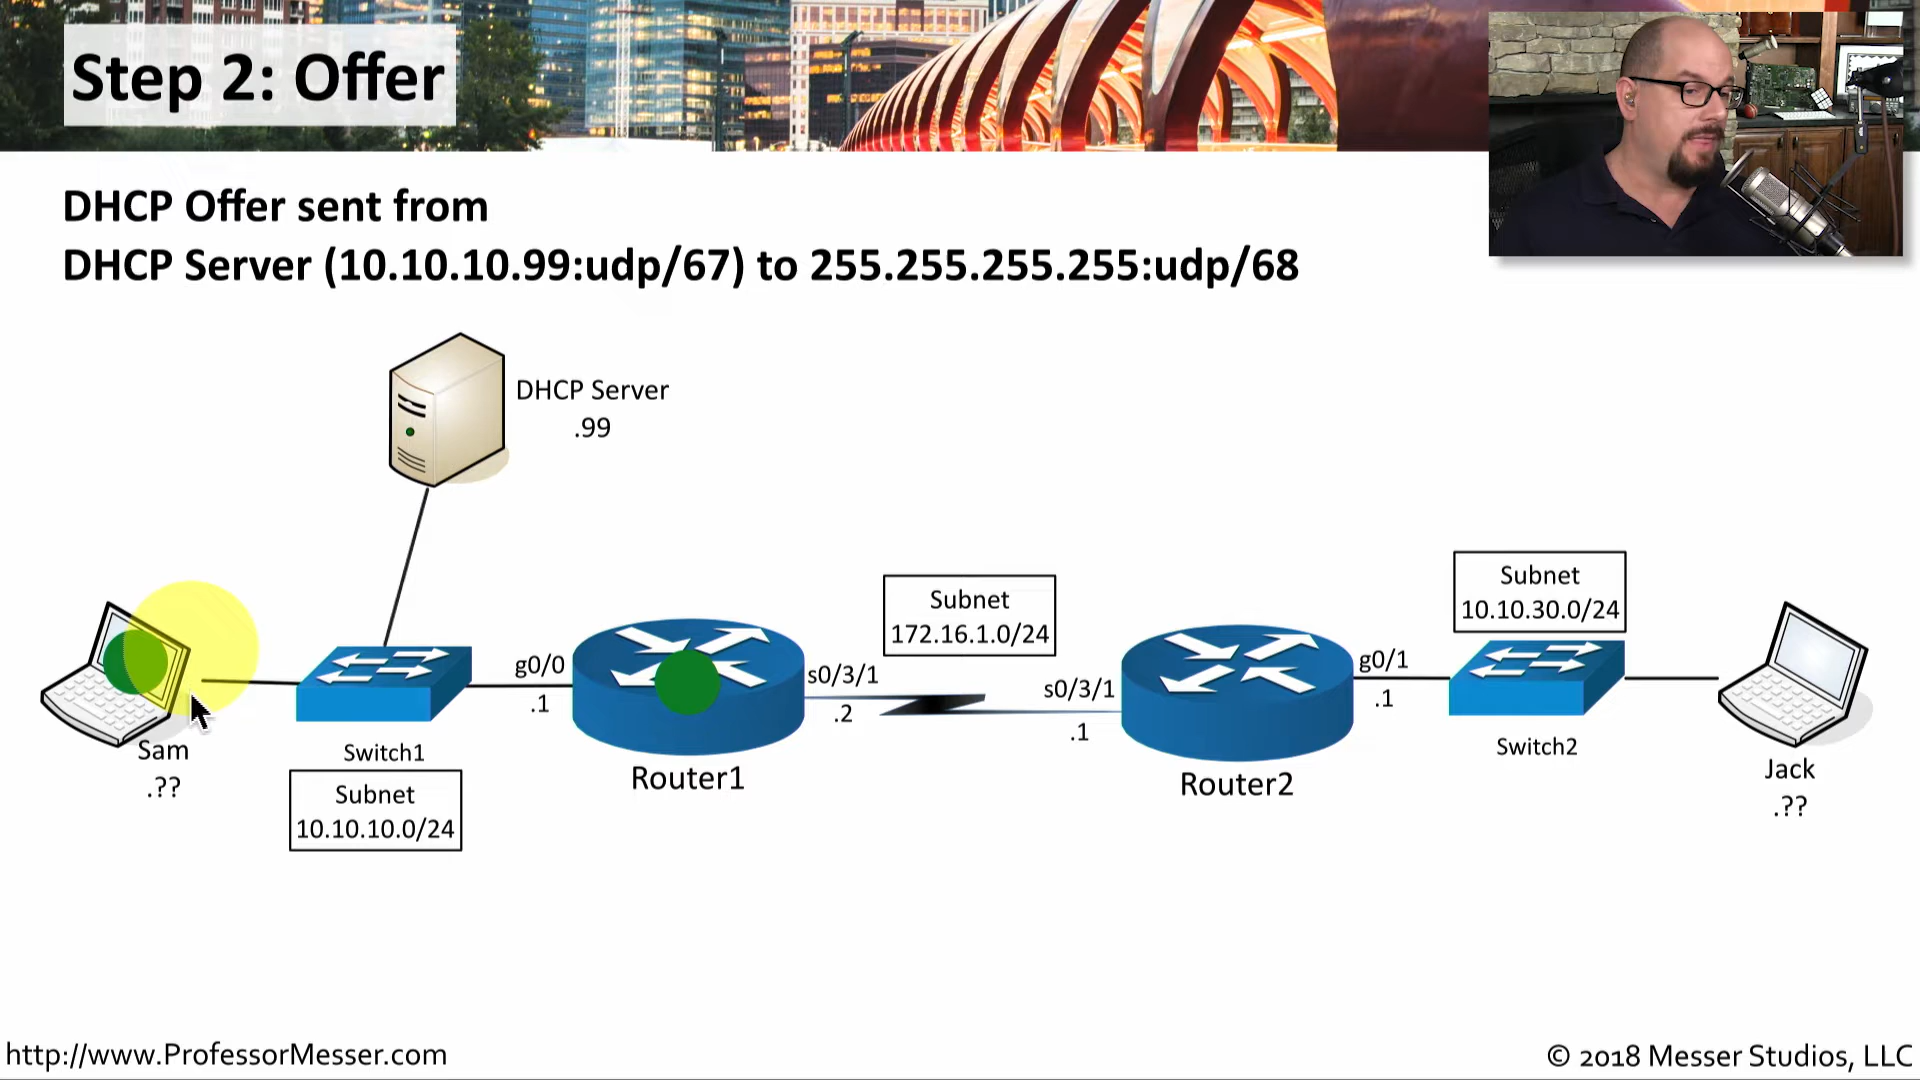 Step 2: Offer
DHCP Offer sent from
DHCP Server (10.10.10.99:udp/67) to 255.255.255.255:udp/68
DHCP Server
.99
Subnet
172.16.1.0/24
Subnet
10.10.30.0/24
g0/0
.1
s0/3/1
.2
s0/3/1
.1
g0/1
.1
Sam
.??
Switch1
Subnet
10.10.10.0/24
Router1
Router2
Switch2
Jack
.??
http://www.ProfessorMesser.com
© 2018 Messer Studios, LLC